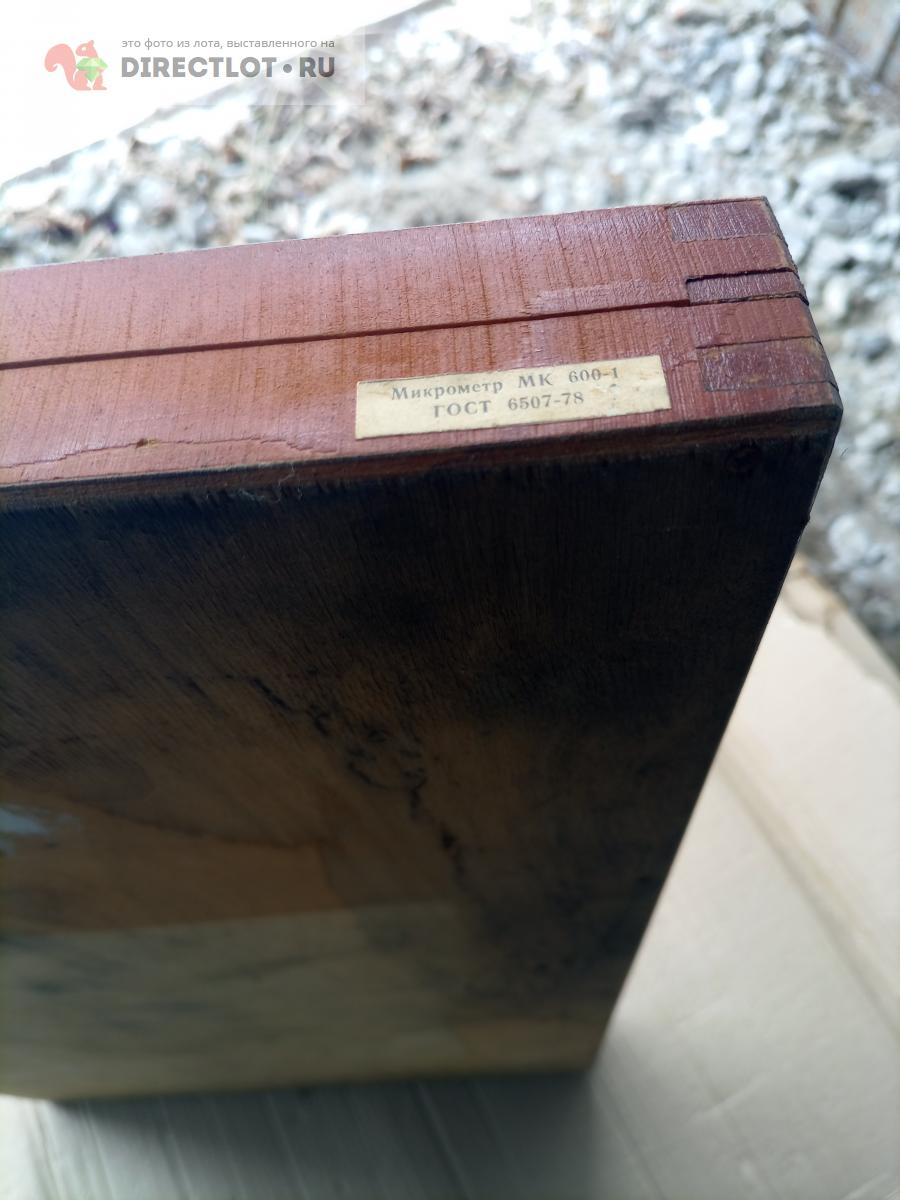 это фото из лота, выставленного на
DIRECTLOT.RU
Микрометр МК 600-1
ГОСТ 6507-78